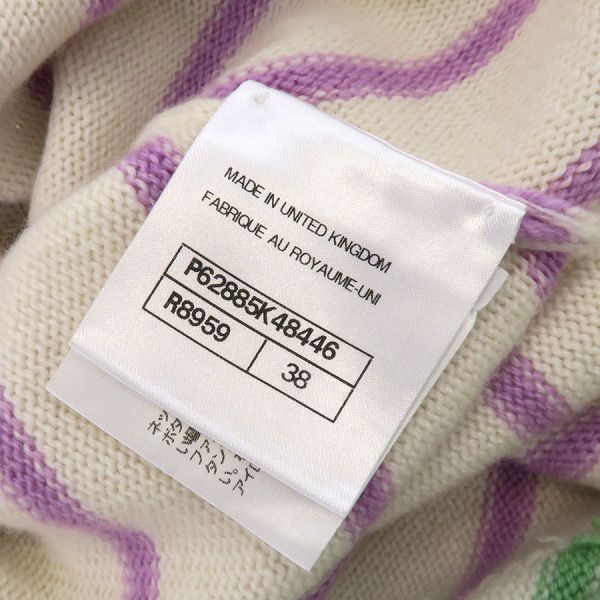 MADE IN UNITED KINGDOM
FABRIQUE AU ROYAUME-UNI
P62885K48446
R8959
38